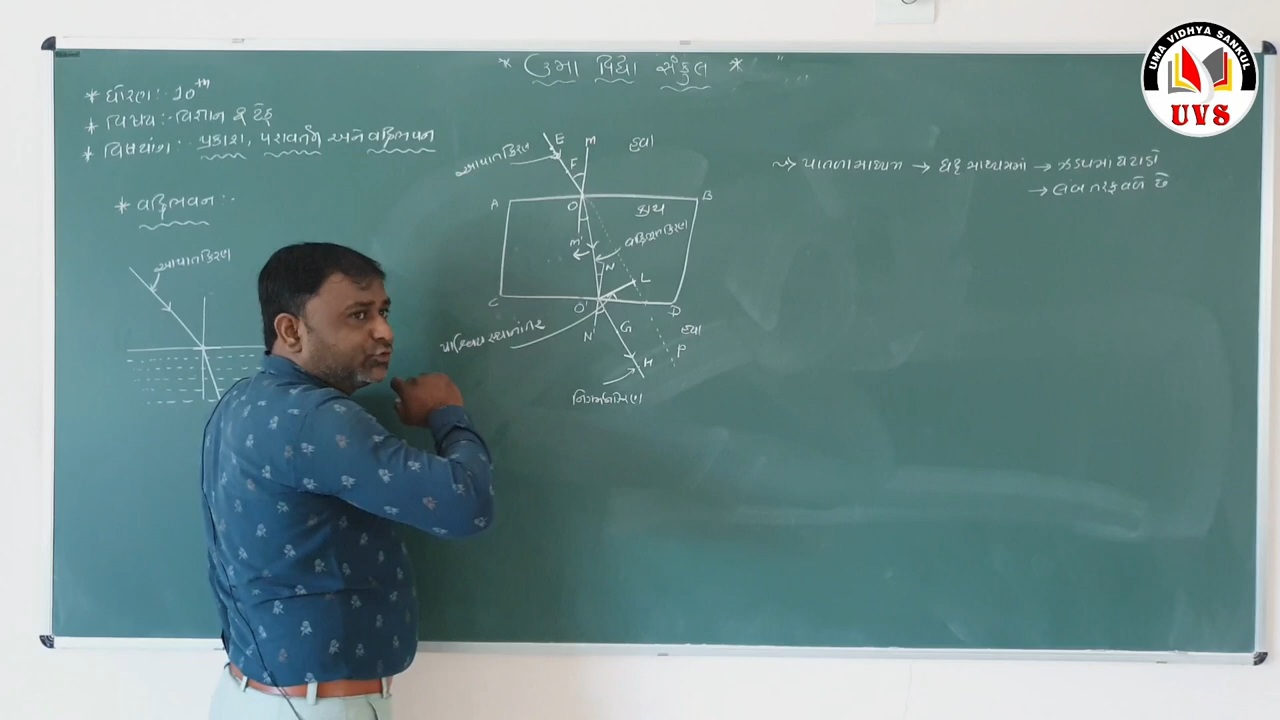 * ઉમા વિદ્યા સંકુલ *
* ધોરણ :- 10th
* વિષય :- વિજ્ઞાન & ટેક
* વિષયાંગ :- પ્રકાશ, પરાવર્તન અને વક્રિભવન
* વક્રિભવન :-
આપાતકિરણ
આપાતકિરણ
E
M
હવા
F
A
O
કાચ
B
M'
વક્રિભૂતકિરણ
N
L
C
O'
D
N'
G
હવા
P
H
પાર્શ્વિય સ્થાનાંતર
નિર્ગમનકિરણ
પાતળા માધ્યમ → ઘટ્ટ માધ્યમમાં → ઝડપમાં ઘટાડો
→ લંબ તરફ વળે છે
UMA VIDHYA SANKUL
UVS